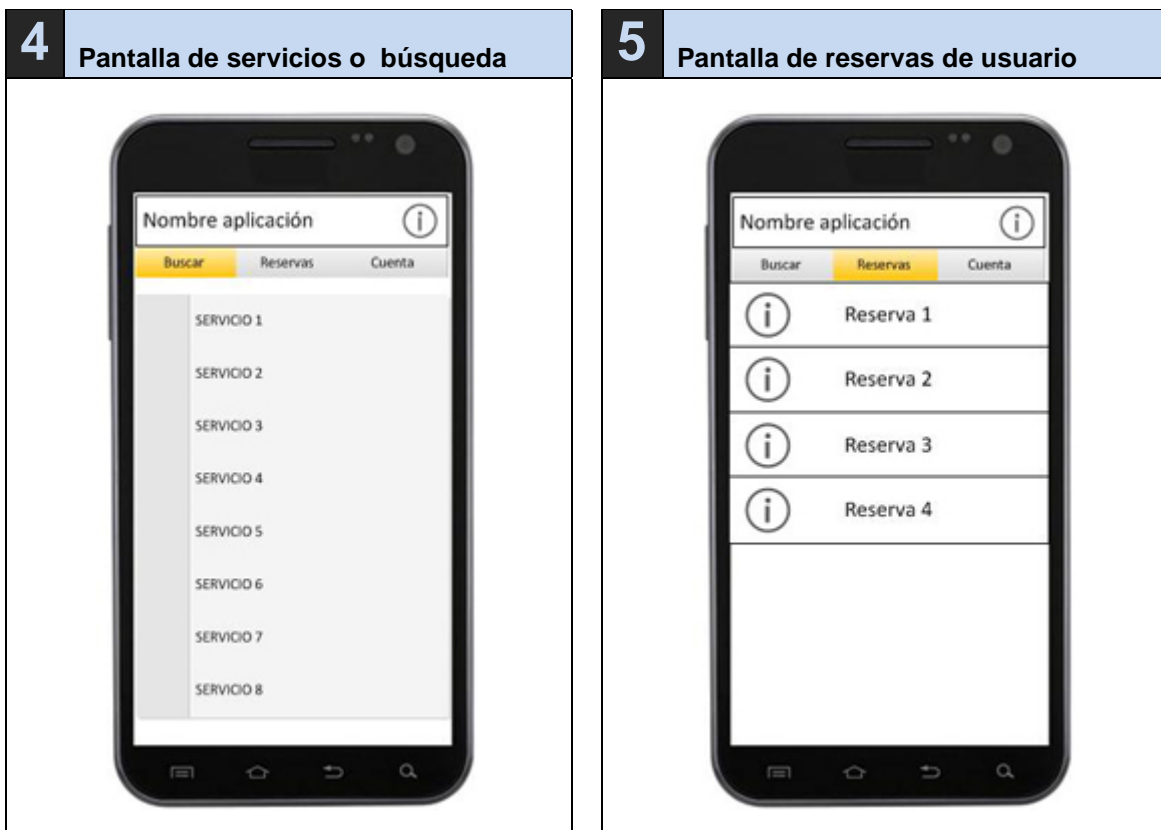 4
Pantalla de servicios o búsqueda
Nombre aplicación
Buscar Reservas Cuenta
SERVICIO 1
SERVICIO 2
SERVICIO 3
SERVICIO 4
SERVICIO 5
SERVICIO 6
SERVICIO 7
SERVICIO 8
5
Pantalla de reservas de usuario
Nombre aplicación
Buscar Reservas Cuenta
Reserva 1
Reserva 2
Reserva 3
Reserva 4